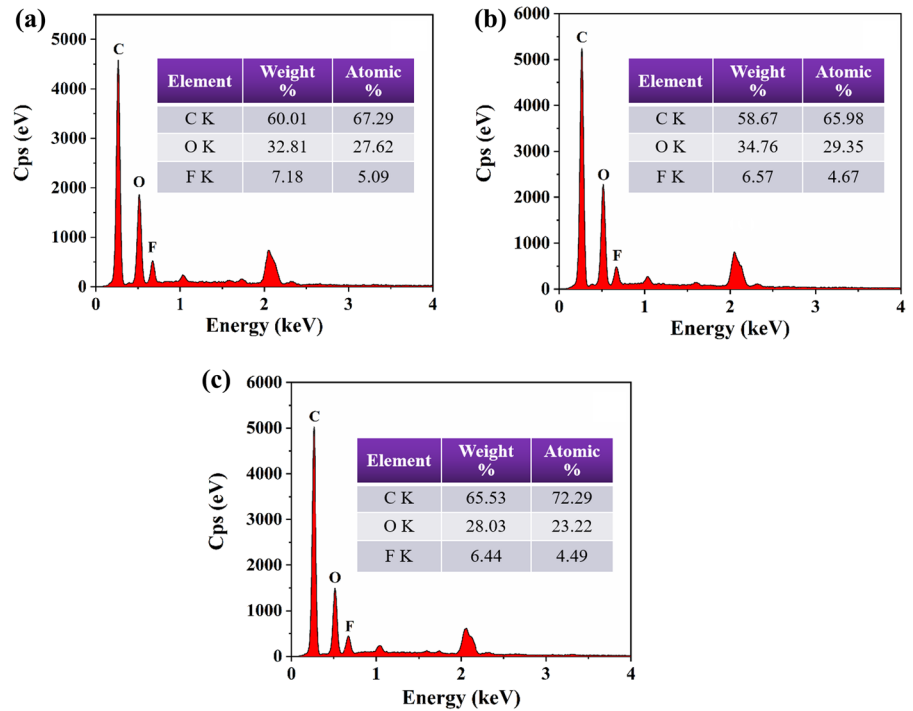 (a)
5000
4000
3000
2000
1000
0
Cps (eV)
C
O
F
Element Weight % Atomic %
C K 60.01 67.29
O K 32.81 27.62
F K 7.18 5.09
0 1 2 3 4
Energy (keV)
(b)
6000
5000
4000
3000
2000
1000
0
Cps (eV)
C
O
F
Element Weight % Atomic %
C K 58.67 65.98
O K 34.76 29.35
F K 6.57 4.67
0 1 2 3 4
Energy (keV)
(c)
6000
5000
4000
3000
2000
1000
0
Cps (eV)
C
O
F
Element Weight % Atomic %
C K 65.53 72.29
O K 28.03 23.22
F K 6.44 4.49
0 1 2 3 4
Energy (keV)